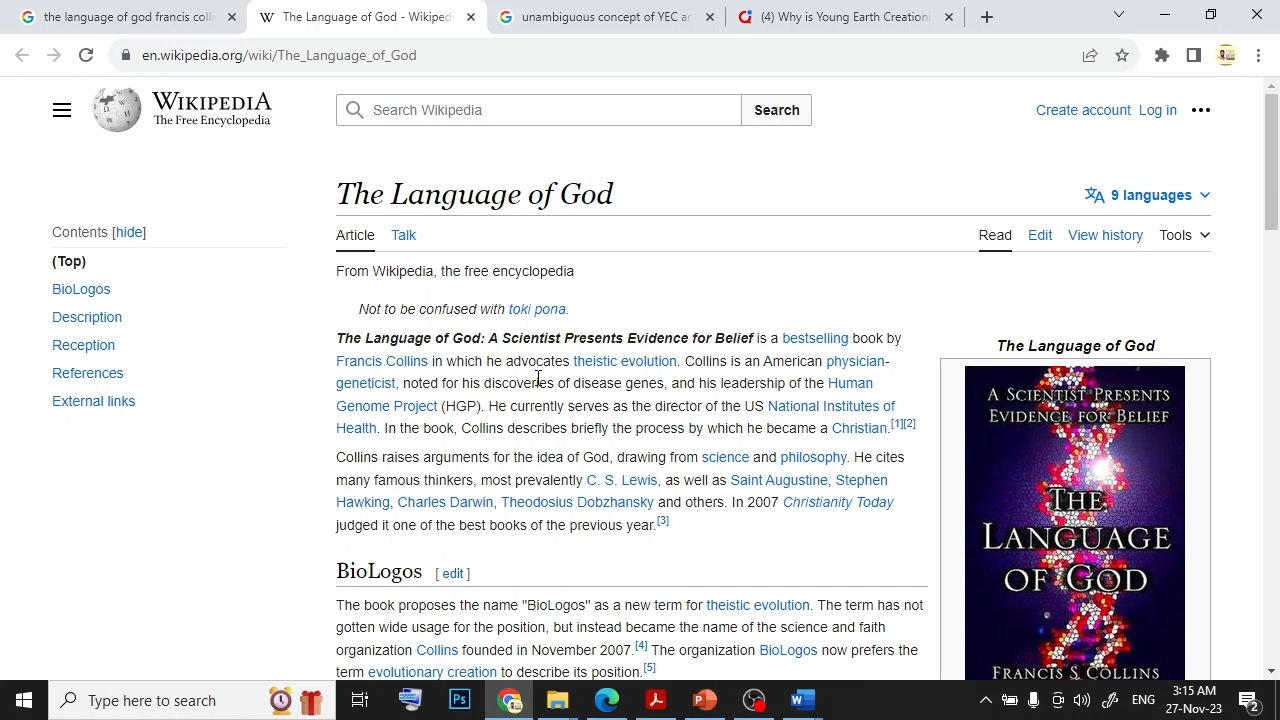 the language of god francis colli
The Language of God - Wikiped
unambiguous concept of YEC an
(4) Why is Young Earth Creationi
en.wikipedia.org/wiki/The_Language_of_God
WIKIPEDIA
The Free Encyclopedia
Search Wikipedia
Search
Create account Log in
The Language of God
9 languages
Contents [hide]
(Top)
BioLogos
Description
Reception
References
External links
Article Talk
Read Edit View history Tools
From Wikipedia, the free encyclopedia
Not to be confused with toki pona.
The Language of God: A Scientist Presents Evidence for Belief is a bestselling book by
Francis Collins in which he advocates theistic evolution. Collins is an American physician-
geneticist, noted for his discoveries of disease genes, and his leadership of the Human
Genome Project (HGP). He currently serves as the director of the US National Institutes of
Health. In the book, Collins describes briefly the process by which he became a Christian.[1][2]
Collins raises arguments for the idea of God, drawing from science and philosophy. He cites
many famous thinkers, most prevalently C. S. Lewis, as well as Saint Augustine, Stephen
Hawking, Charles Darwin, Theodosius Dobzhansky and others. In 2007 Christianity Today
judged it one of the best books of the previous year.[3]
BioLogos [ edit ]
The book proposes the name "BioLogos" as a new term for theistic evolution. The term has not
gotten wide usage for the position, but instead became the name of the science and faith
organization Collins founded in November 2007.[4] The organization BioLogos now prefers the
term evolutionary creation to describe its position.[5]
The Language of God
A SCIENTIST PRESENTS
EVIDENCE FOR BELIEF
THE
LANGUAGE
OF GOD
FRANCIS S. COLLINS
Type here to search
Ps
ENG
3:15 AM
27-Nov-23
2